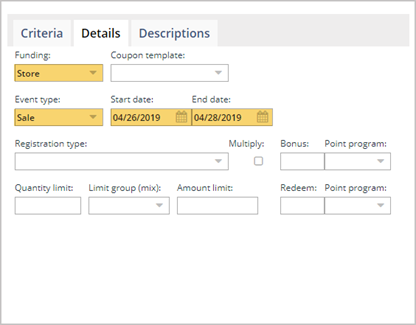 Criteria Details Descriptions
Funding: Coupon template:
Store
Event type: Start date: End date:
Sale 04/26/2019 04/28/2019
Registration type: Multiply: Bonus: Point program:
Quantity limit: Limit group (mix): Amount limit: Redeem: Point program: